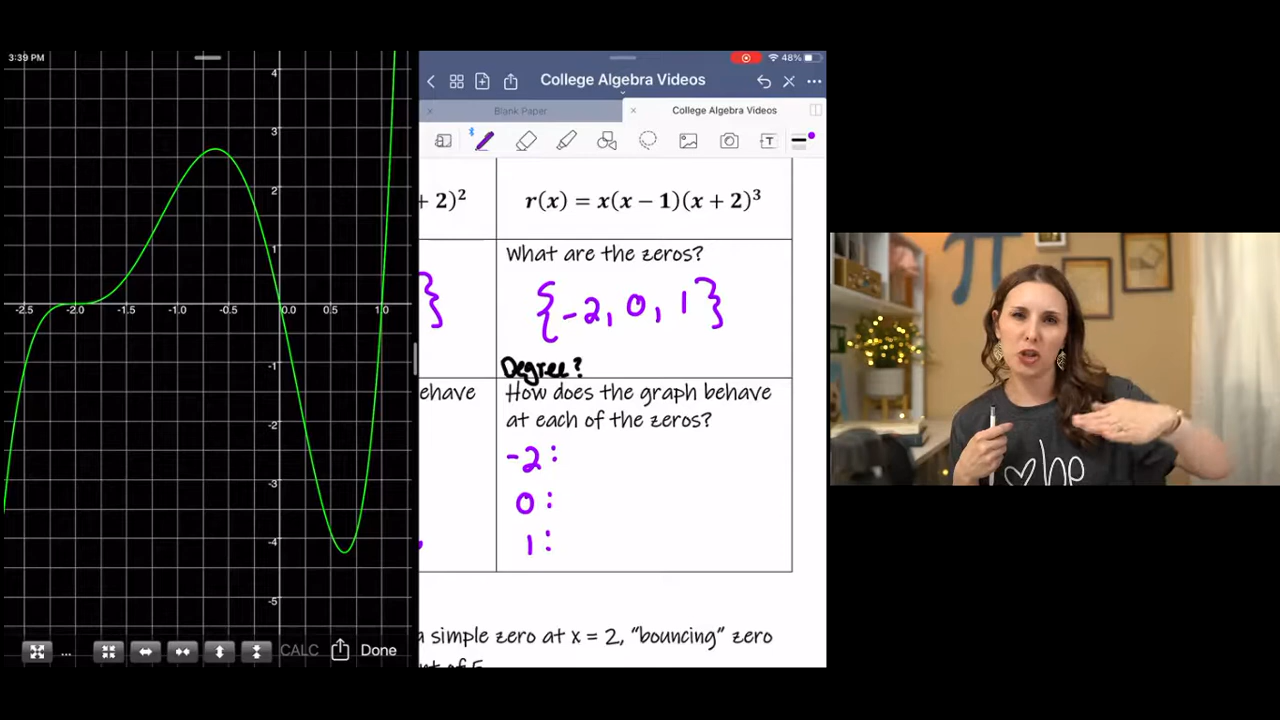 3:39 PM
4
3
2
1
-2.5 -2.0 -1.5 -1.0 -0.5 0.0 0.5 1.0
-1
-2
-3
-4
-5
... CALC Done
48%
College Algebra Videos
Blank Paper
College Algebra Videos
T
+ 2)²
r(x) = x(x − 1)(x + 2)³
What are the zeros?
}
{-2, 0, 1}
Degree?
ehave
How does the graph behave
at each of the zeros?
-2:
0:
1:
a simple zero at x = 2, "bouncing" zero
be